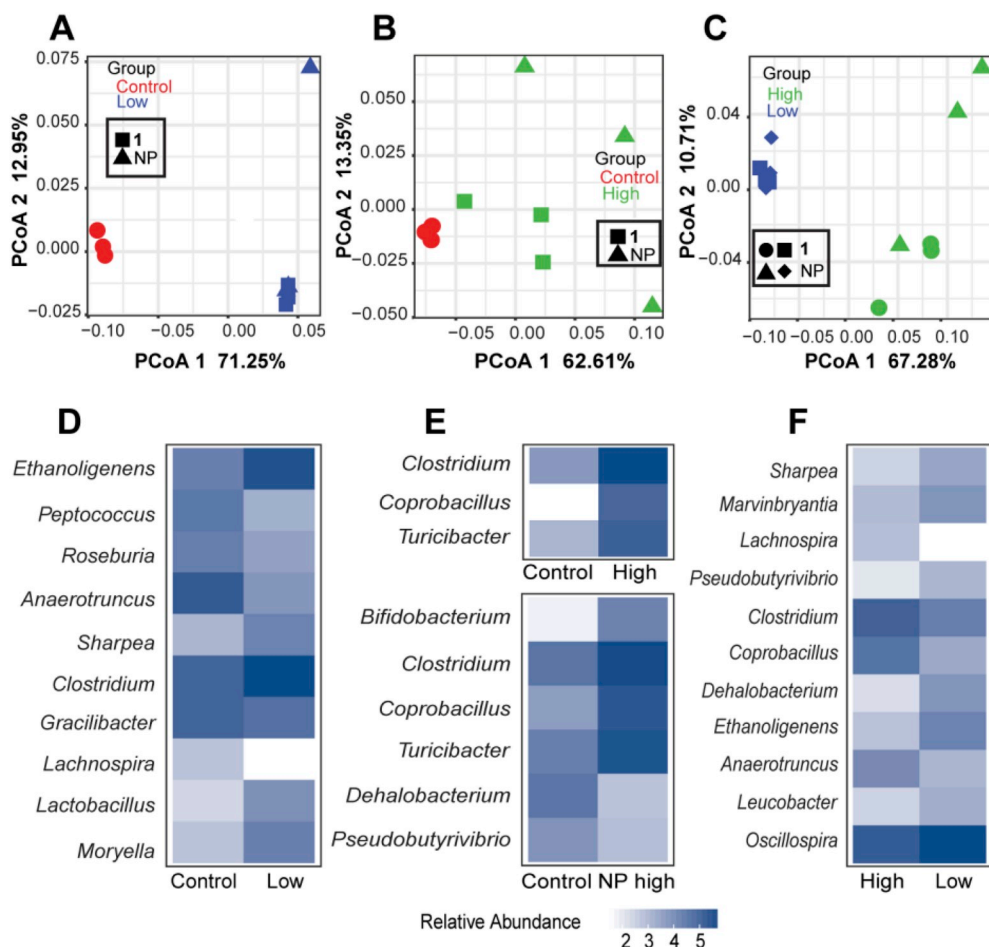 A
PCoA 2 12.95%
0.075
0.050
0.025
0.000
−0.025
Group
Control
Low
1
NP
−0.10
−0.05
0.00
0.05
PCoA 1 71.25%
B
PCoA 2 13.35%
0.050
0.025
0.000
−0.025
−0.050
Group
Control
High
1
NP
0.00
0.05
0.10
PCoA 1 62.61%
C
PCoA 2 10.71%
0.04
0.00
−0.04
Group
High
Low
1
NP
−0.10
−0.05
0.00
0.05
0.10
PCoA 1 67.28%
D
Ethanoligenens
Peptococcus
Roseburia
Anaerotruncus
Sharpea
Clostridium
Gracilibacter
Lachnospira
Lactobacillus
Moryella
Control Low
E
Clostridium
Coprobacillus
Turicibacter
Control High
Bifidobacterium
Clostridium
Coprobacillus
Turicibacter
Dehalobacterium
Pseudobutyrivibrio
Control NP high
F
Sharpea
Marvinbryantia
Lachnospira
Pseudobutyrivibrio
Clostridium
Coprobacillus
Dehalobacterium
Ethanoligenens
Anaerotruncus
Leucobacter
Oscillospira
High Low
Relative Abundance
2 3 4 5